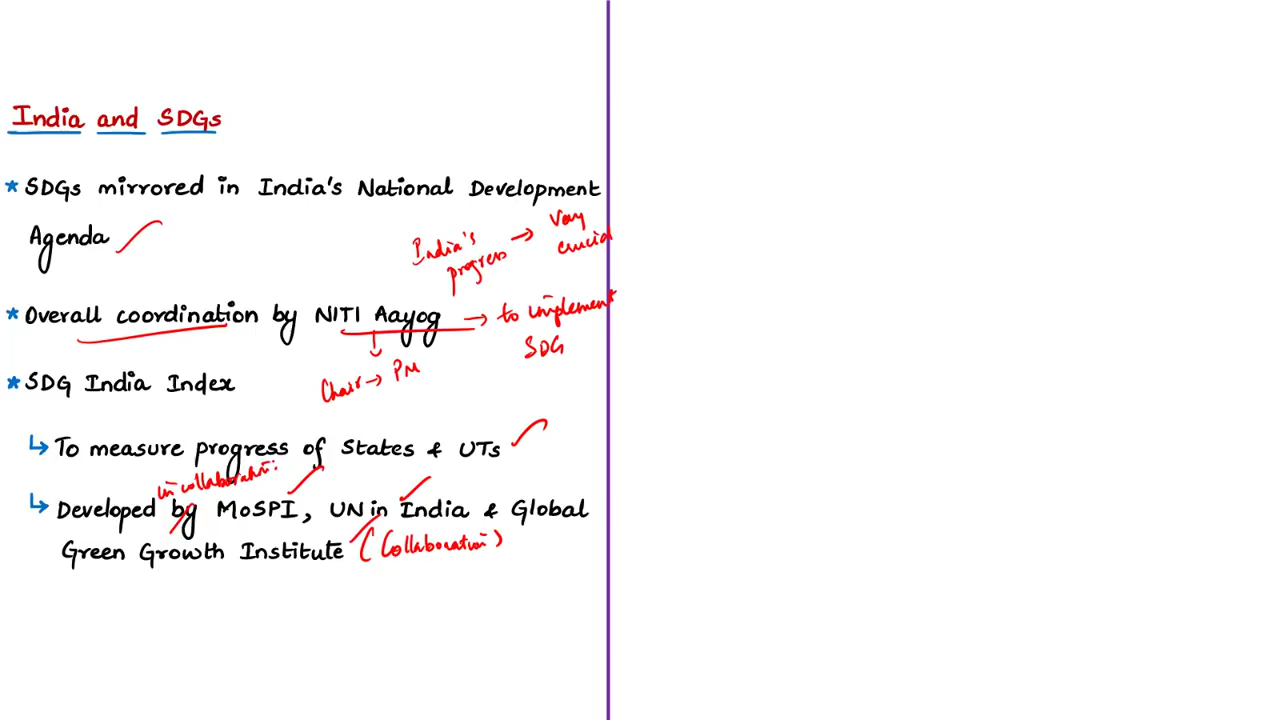 India and SDGs
* SDGs mirrored in India's National Development
Agenda
India's progress → Very crucial
* Overall coordination by NITI Aayog → to implement
SDG
Chair → PM
* SDG India Index
↳ To measure progress of States & UTs
in collaboration:
↳ Developed by MoSPI, UN in India & Global
Green Growth Institute (Collaboration)